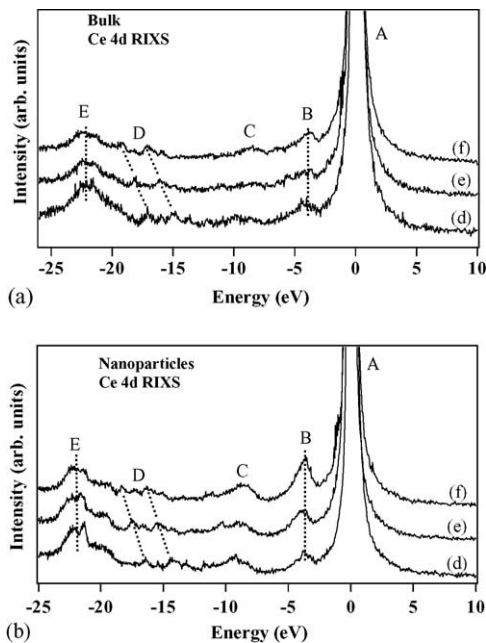 Bulk
Ce 4d RIXS
A
E
D
C
B
(f)
(e)
(d)
Intensity (arb. units)
-25 -20 -15 -10 -5 0 5 10
Energy (eV)
(a)
Nanoparticles
Ce 4d RIXS
A
E
D
C
B
(f)
(e)
(d)
Intensity (arb. units)
-25 -20 -15 -10 -5 0 5 10
Energy (eV)
(b)